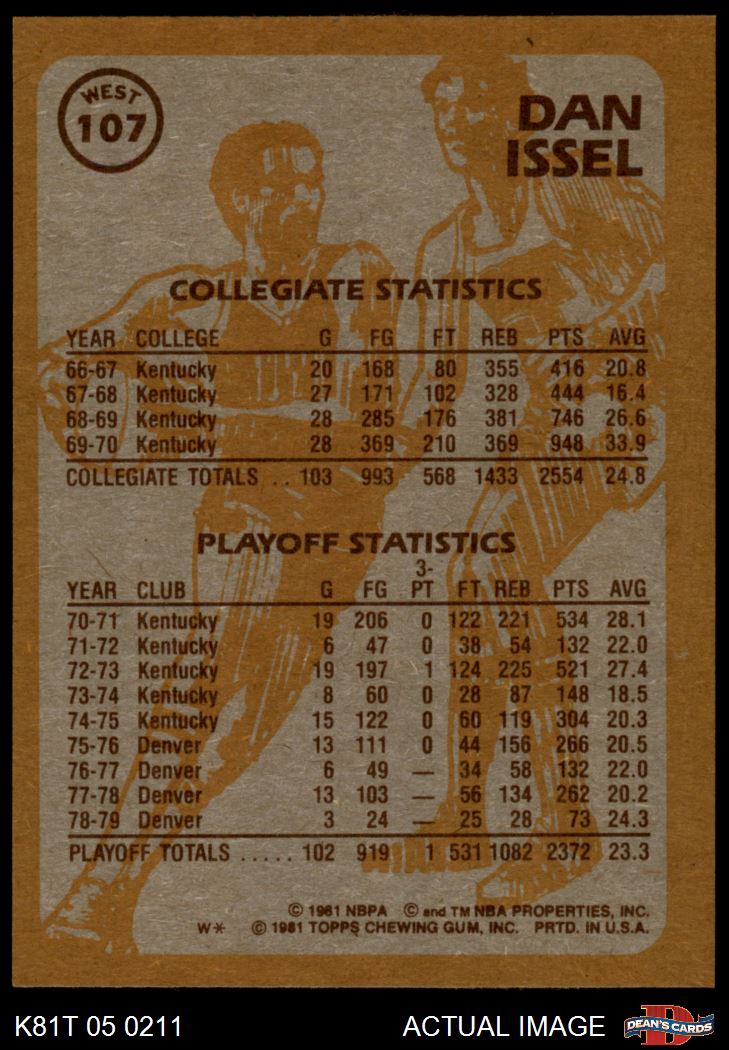 WEST
107
DAN
ISSEL
COLLEGIATE STATISTICS
YEAR COLLEGE G FG FT REB PTS AVG
66-67 Kentucky 20 168 80 355 416 20.8
67-68 Kentucky 27 171 102 328 444 16.4
68-69 Kentucky 28 285 176 381 746 26.6
69-70 Kentucky 28 369 210 369 948 33.9
COLLEGIATE TOTALS .. 103 993 568 1433 2554 24.8
PLAYOFF STATISTICS
3-
YEAR CLUB G FG PT FT REB PTS AVG
70-71 Kentucky 19 206 0 122 221 534 28.1
71-72 Kentucky 6 47 0 38 54 132 22.0
72-73 Kentucky 19 197 1 124 225 521 27.4
73-74 Kentucky 8 60 0 28 87 148 18.5
74-75 Kentucky 15 122 0 60 119 304 20.3
75-76 Denver 13 111 0 44 156 266 20.5
76-77 Denver 6 49 — 34 58 132 22.0
77-78 Denver 13 103 — 56 134 262 20.2
78-79 Denver 3 24 — 25 28 73 24.3
PLAYOFF TOTALS ..... 102 919 1 531 1082 2372 23.3
© 1981 NBPA © and TM NBA PROPERTIES, INC.
W* © 1981 TOPPS CHEWING GUM, INC. PRTD. IN U.S.A.
K81T 05 0211 ACTUAL IMAGE D DEAN'S CARDS